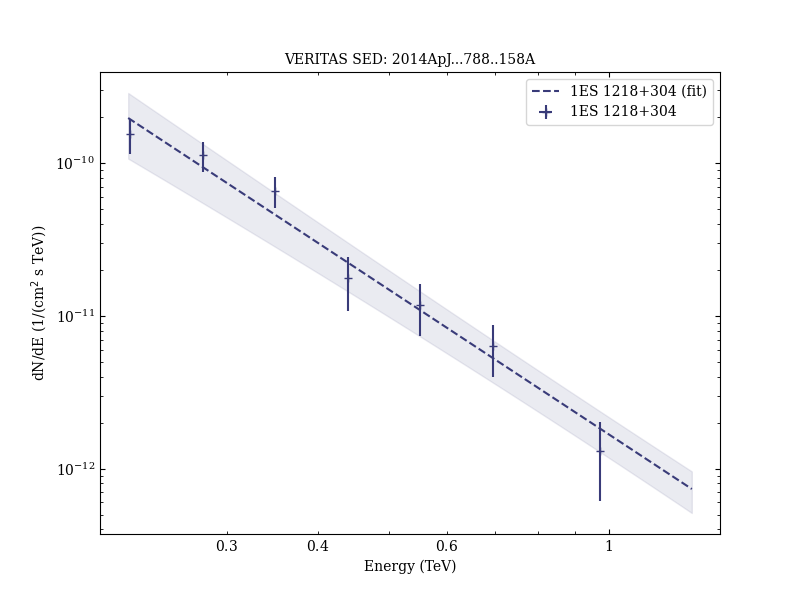 VERITAS SED: 2014ApJ...788..158A
1ES 1218+304 (fit)
1ES 1218+304
10⁻¹⁰
10⁻¹¹
10⁻¹²
dN/dE (1/(cm² s TeV))
0.3 0.4 0.6 1
Energy (TeV)